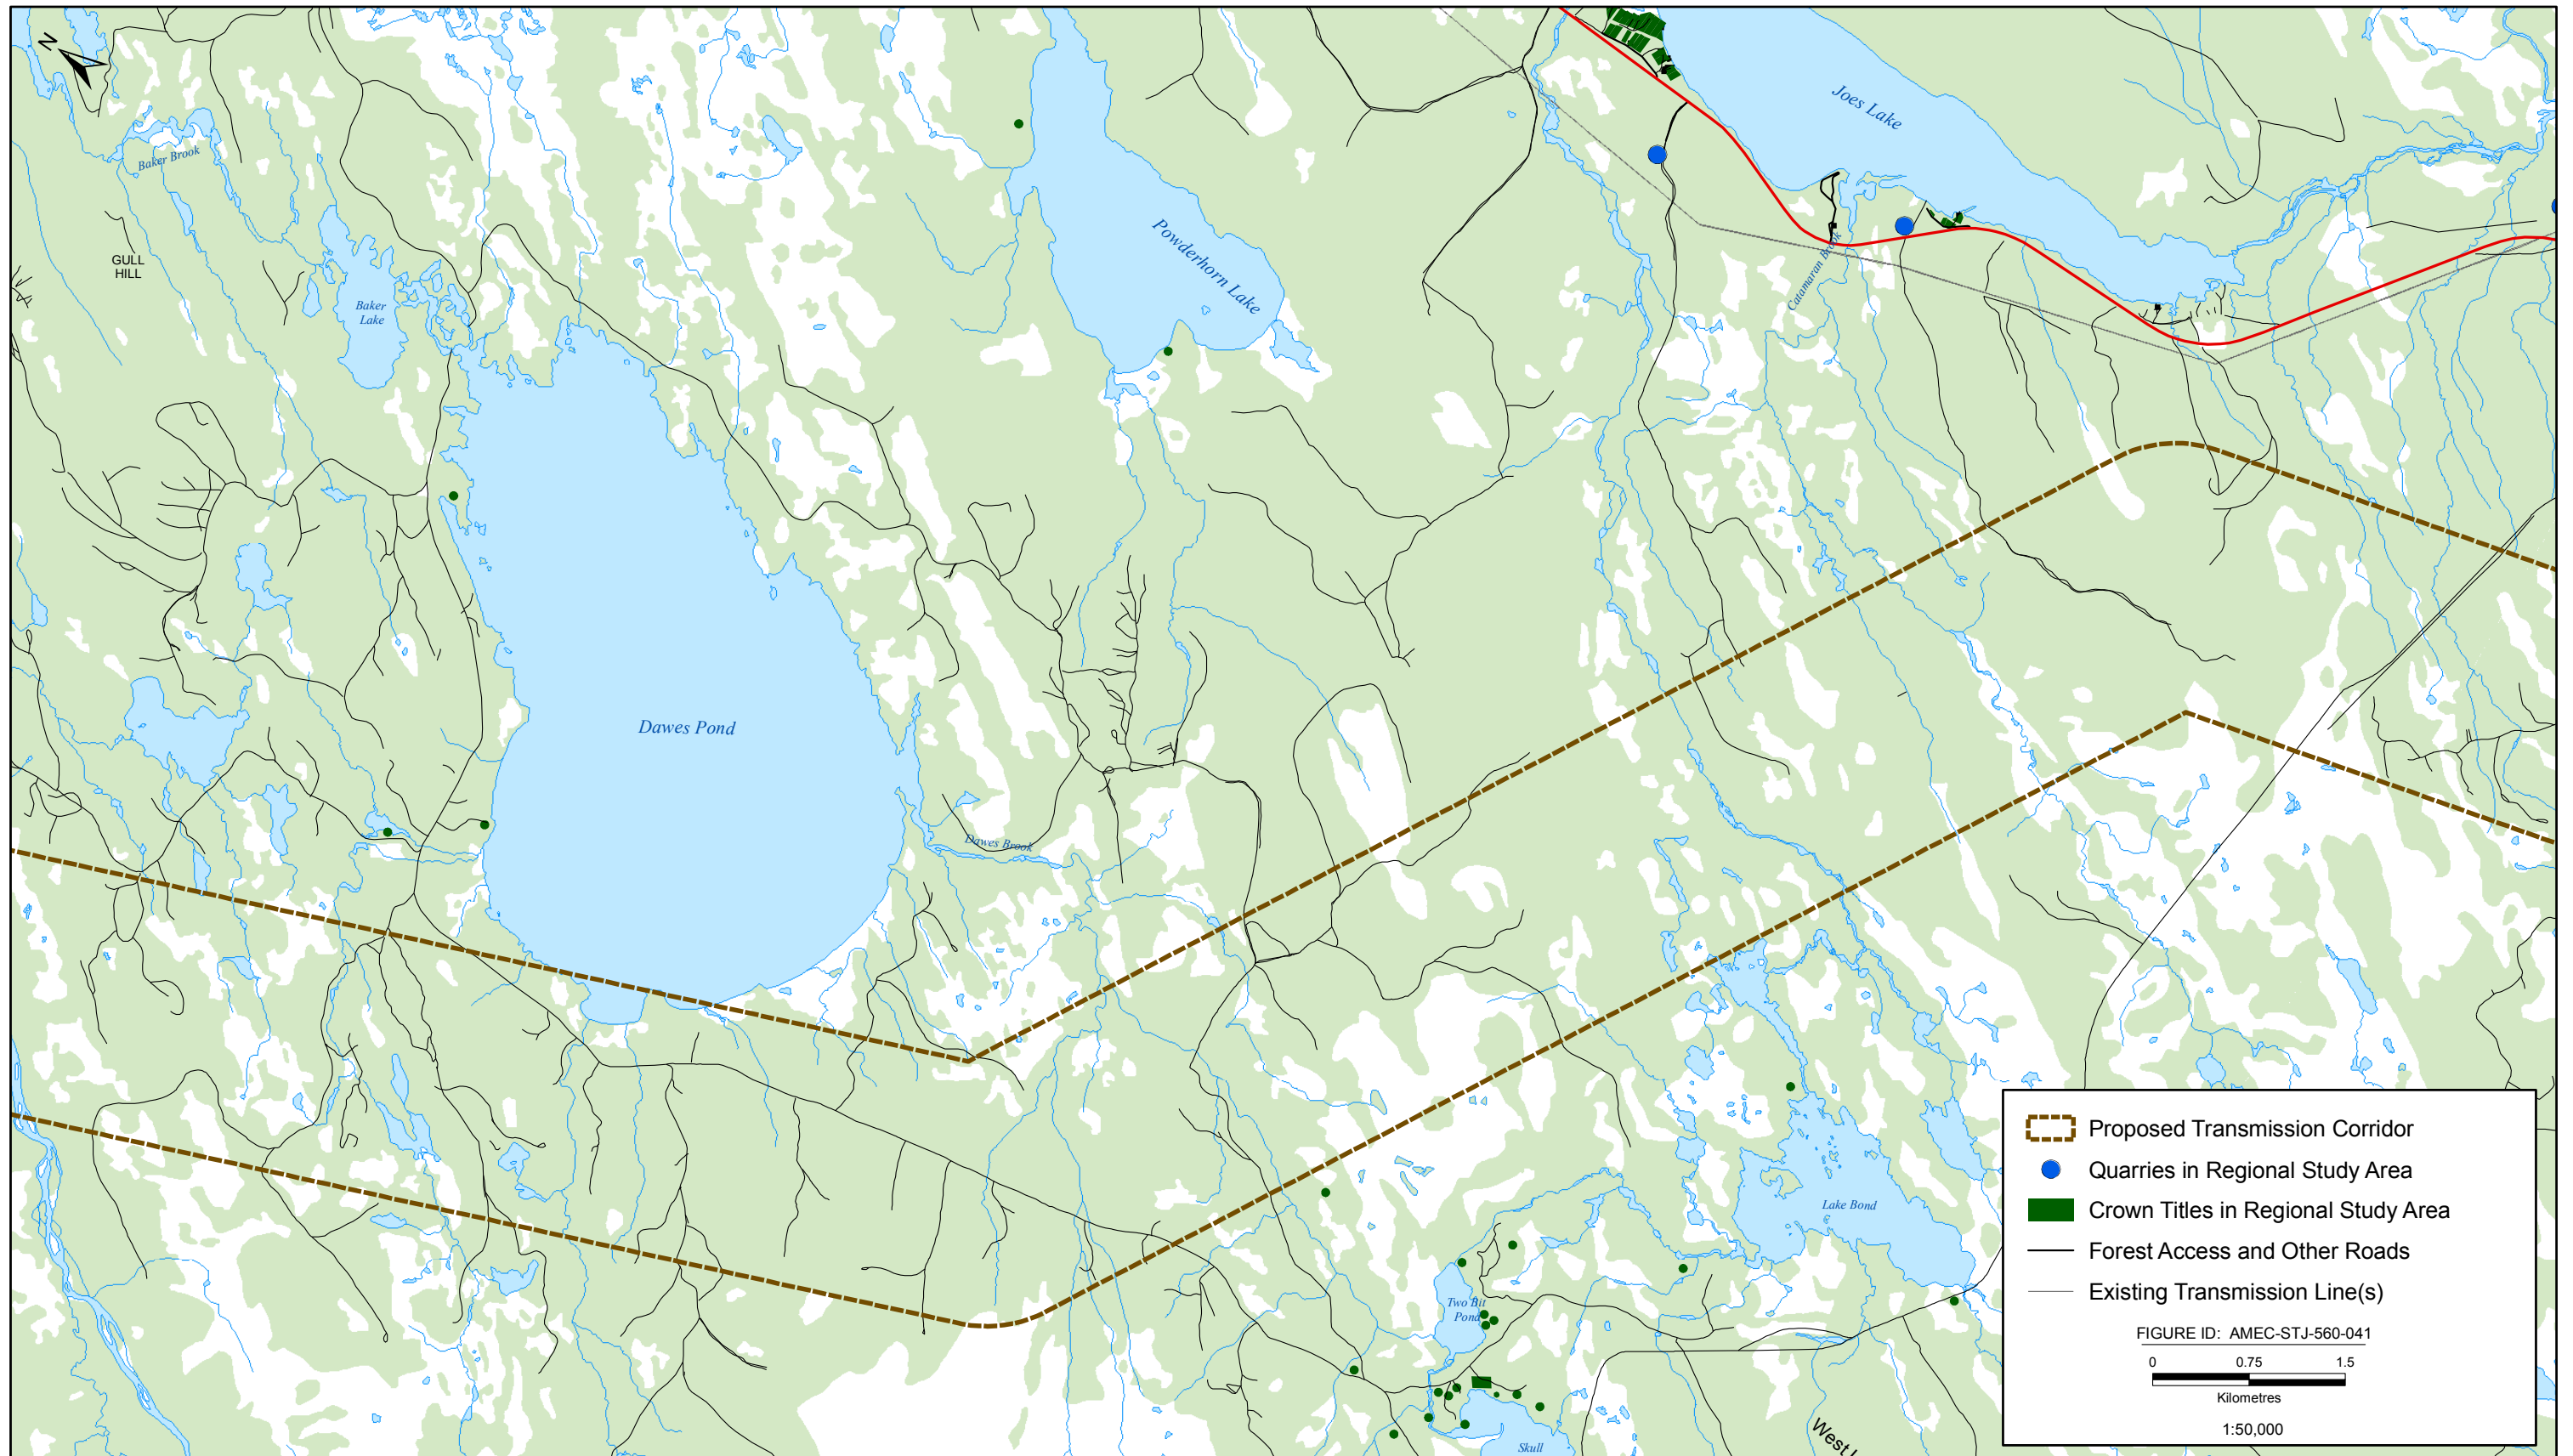 N
Joes Lake
Baker Brook
Powderhorn Lake
GULL
HILL
Catamaran Brook
Baker
Lake
Dawes Pond
Dawes Brook
Lake Bond
Two Bit
Pond
Skull
West
Proposed Transmission Corridor
Quarries in Regional Study Area
Crown Titles in Regional Study Area
Forest Access and Other Roads
Existing Transmission Line(s)
FIGURE ID: AMEC-STJ-560-041
0 0.75 1.5
Kilometres
1:50,000